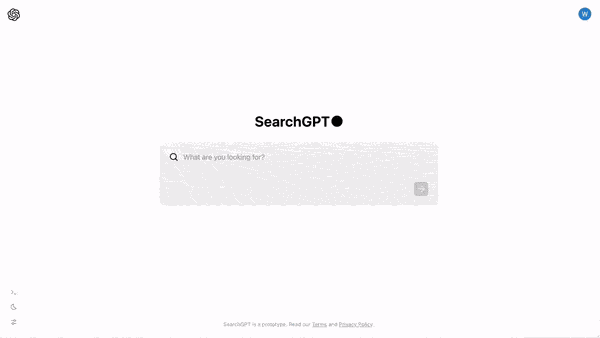 W
SearchGPT
What are you looking for?
SearchGPT is a prototype. Read our Terms and Privacy Policy